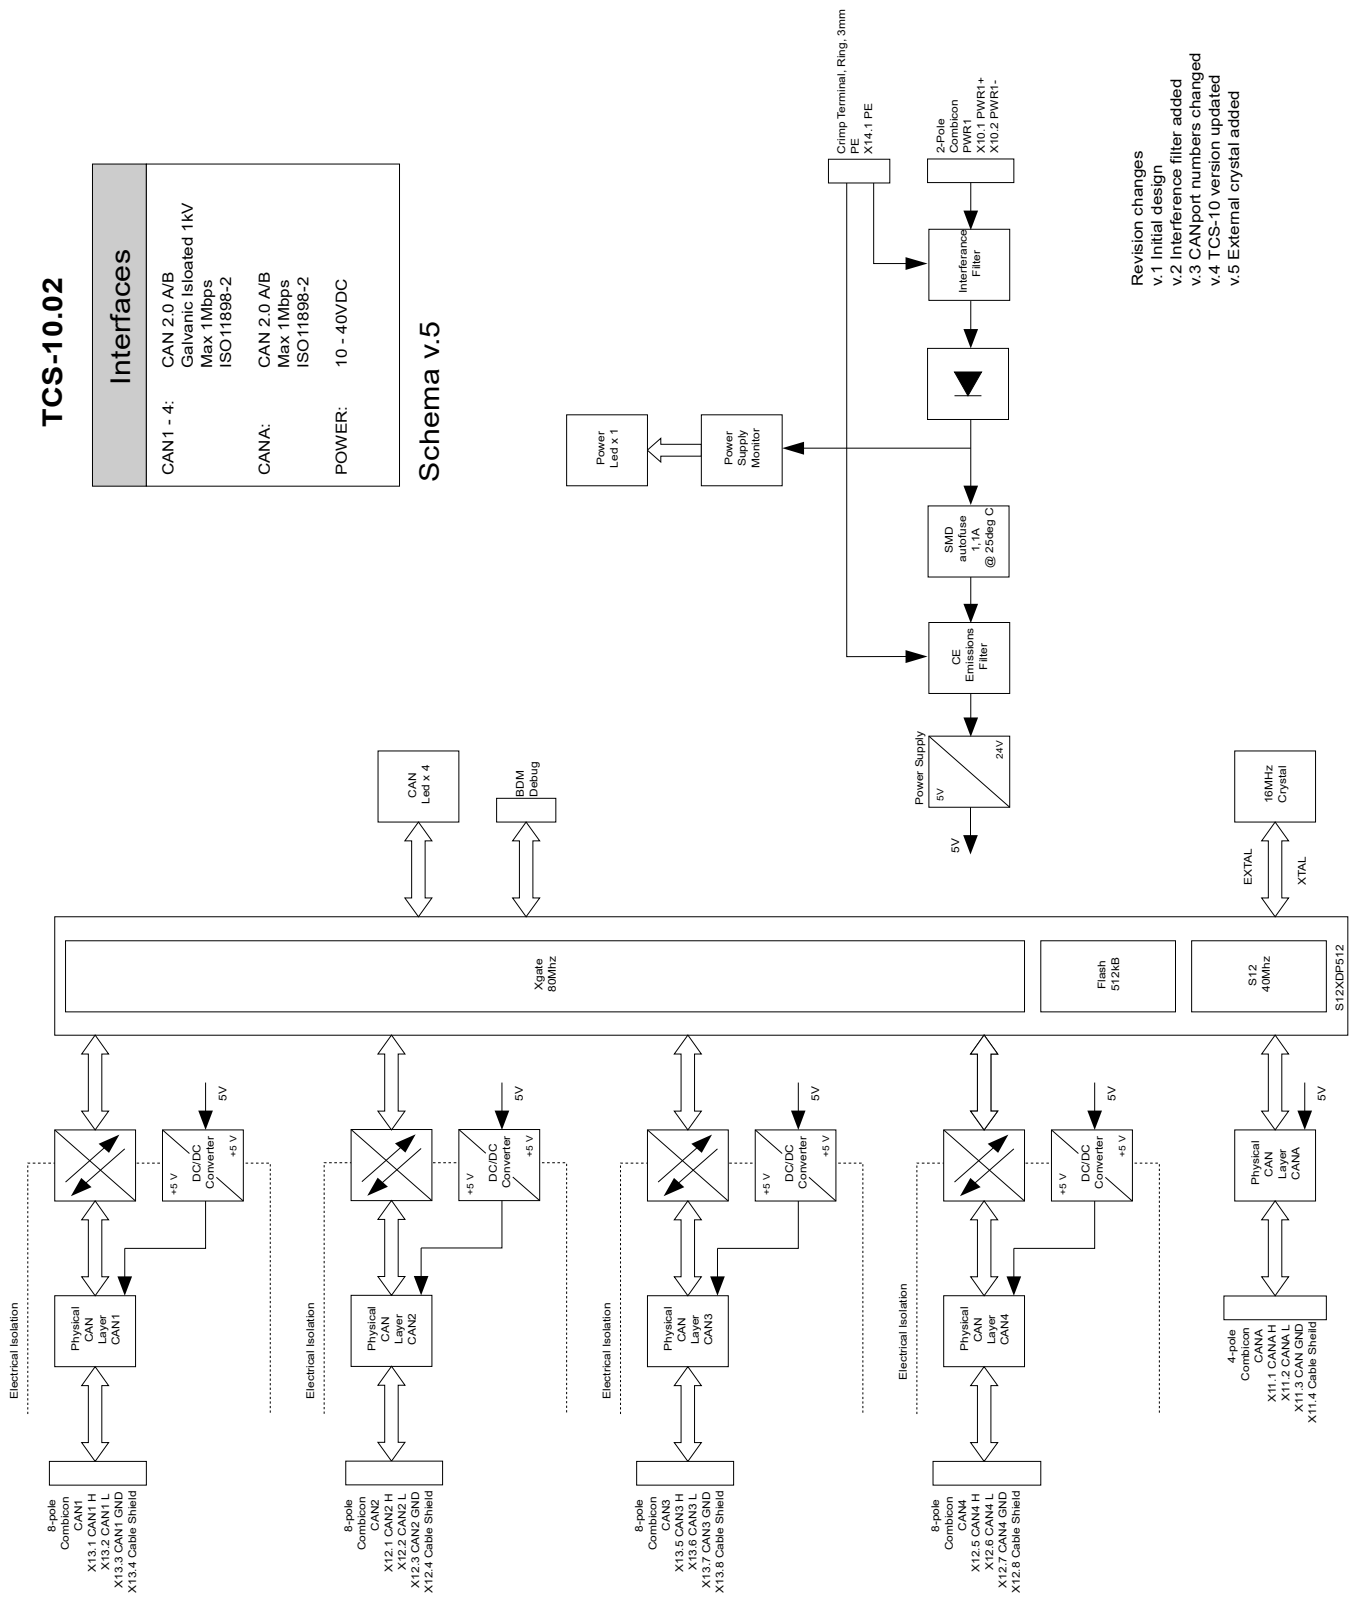 TCS-10.02
Interfaces
CAN1 - 4:
CAN 2.0 A/B
Galvanic Isloated 1kV
Max 1Mbps
ISO11898-2
CANA:
CAN 2.0 A/B
Max 1Mbps
ISO11898-2
POWER:
10 - 40VDC
Schema v.5
Crimp Terminal, Ring, 3mm
PE
X14.1 PE
2-Pole
Combicon
PWR1
X10.1 PWR1+
X10.2 PWR1-
Interferance
Filter
Power
Led x 1
Power
Supply
Monitor
SMD
autofuse
1,1A
@ 25deg C
CE
Emissions
Filter
Power Supply
5V
24V
5V
Revision changes
v.1 Initial design
v.2 Interference filter added
v.3 CANport numbers changed
v.4 TCS-10 version updated
v.5 External crystal added
CAN
Led x 4
BDM
Debug
16MHz
Crystal
EXTAL
XTAL
Xgate
80Mhz
Flash
512kB
S12
40Mhz
S12XDP512
5V
DC/DC
Converter
+5 V
+5 V
Electrical Isolation
Physical
CAN
Layer
CAN1
8-pole
Combicon
CAN1
X13.1 CAN1 H
X13.2 CAN1 L
X13.3 CAN1 GND
X13.4 Cable Shield
5V
DC/DC
Converter
+5 V
+5 V
Electrical Isolation
Physical
CAN
Layer
CAN2
8-pole
Combicon
CAN2
X12.1 CAN2 H
X12.2 CAN2 L
X12.3 CAN2 GND
X12.4 Cable Shield
5V
DC/DC
Converter
+5 V
+5 V
Electrical Isolation
Physical
CAN
Layer
CAN3
8-pole
Combicon
CAN3
X13.5 CAN3 H
X13.6 CAN3 L
X13.7 CAN3 GND
X13.8 Cable Shield
5V
DC/DC
Converter
+5 V
+5 V
Electrical Isolation
Physical
CAN
Layer
CAN4
8-pole
Combicon
CAN4
X12.5 CAN4 H
X12.6 CAN4 L
X12.7 CAN4 GND
X12.8 Cable Shield
5V
Physical
CAN
Layer
CANA
4-pole
Combicon
CANA
X11.1 CANA H
X11.2 CANA L
X11.3 CAN GND
X11.4 Cable Sheild